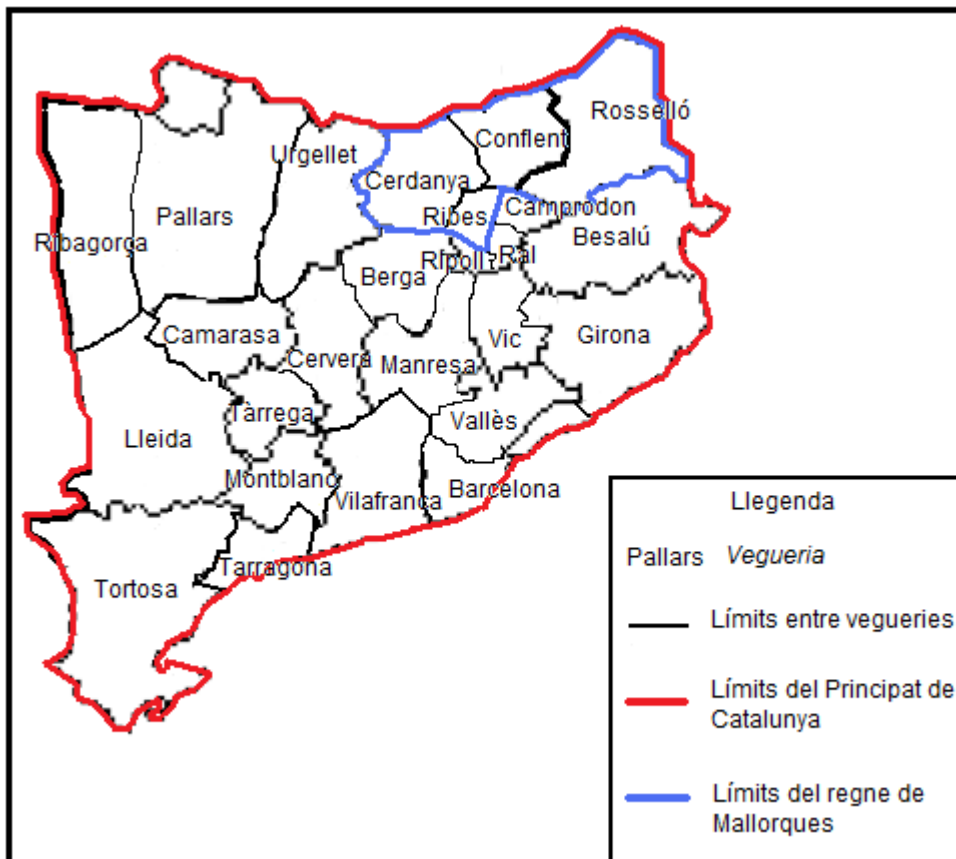 Rosselló
Conflent
Urgellet
Cerdanya
Camprodon
Ribes
Pallars
Besalú
Ribagorça
Ral
Ripoll
Berga
Camarasa
Vic
Girona
Cervera
Manresa
Tàrrega
Vallès
Lleida
Montblanc
Barcelona
Vilafranca
Tarragona
Tortosa
Llegenda
Pallars Vegueria
Límits entre vegueries
Límits del Principat de
Catalunya
Límits del regne de
Mallorques